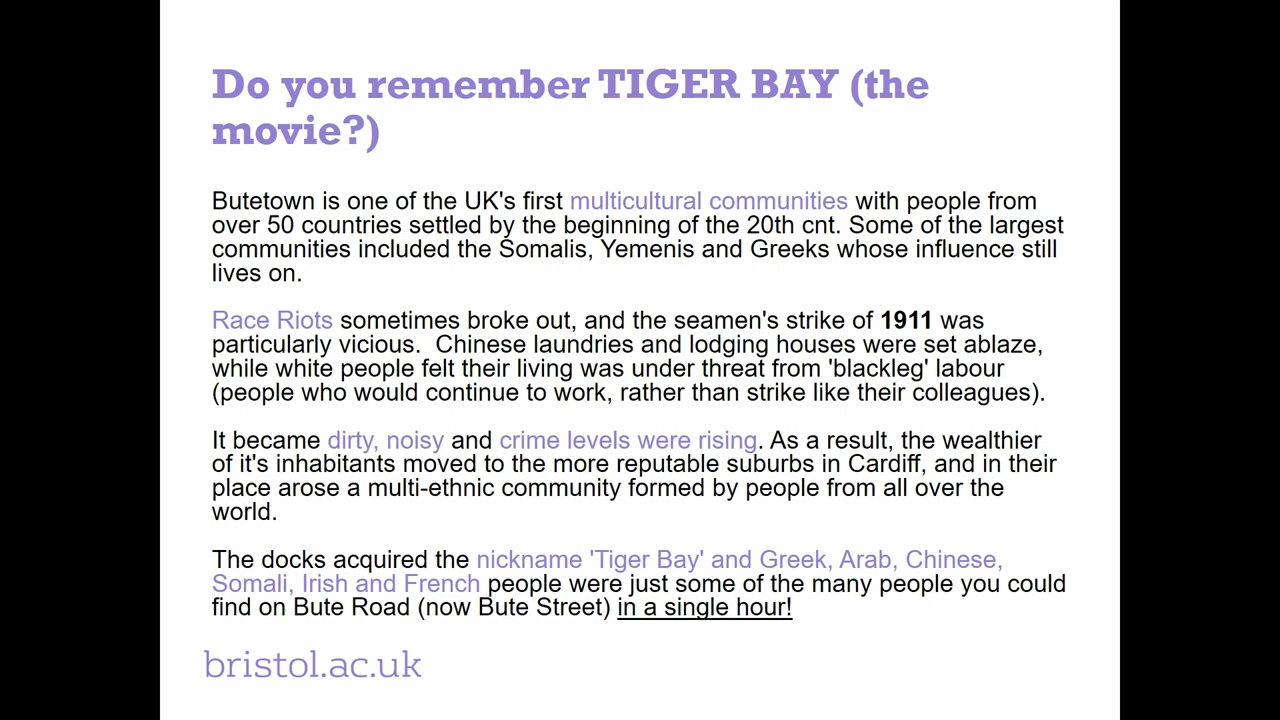 Do you remember TIGER BAY (the
movie?)
Butetown is one of the UK's first multicultural communities with people from
over 50 countries settled by the beginning of the 20th cnt. Some of the largest
communities included the Somalis, Yemenis and Greeks whose influence still
lives on.
Race Riots sometimes broke out, and the seamen's strike of 1911 was
particularly vicious.  Chinese laundries and lodging houses were set ablaze,
while white people felt their living was under threat from 'blackleg' labour
(people who would continue to work, rather than strike like their colleagues).
It became dirty, noisy and crime levels were rising. As a result, the wealthier
of it's inhabitants moved to the more reputable suburbs in Cardiff, and in their
place arose a multi-ethnic community formed by people from all over the
world.
The docks acquired the nickname 'Tiger Bay' and Greek, Arab, Chinese,
Somali, Irish and French people were just some of the many people you could
find on Bute Road (now Bute Street) in a single hour!
bristol.ac.uk